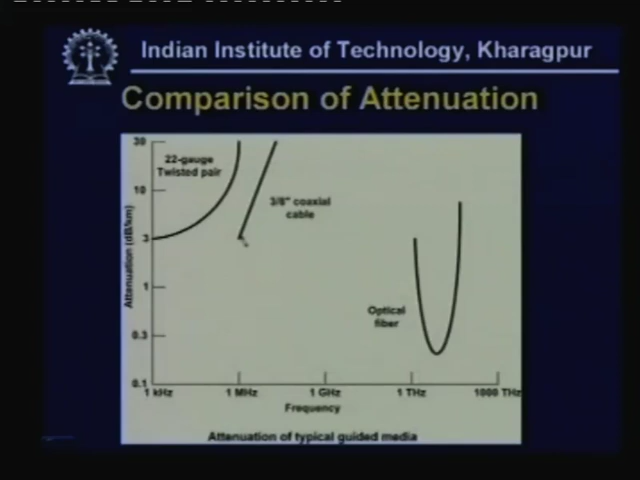 Indian Institute of Technology, Kharagpur
Comparison of Attenuation
30
22-gauge
Twisted pair
10
3/8" coaxial
cable
Attenuation (dB/km)
3
1
Optical
fiber
0.3
0.1
1 kHz
1 MHz
1 GHz
1 THz
1000 THz
Frequency
Attenuation of typical guided media